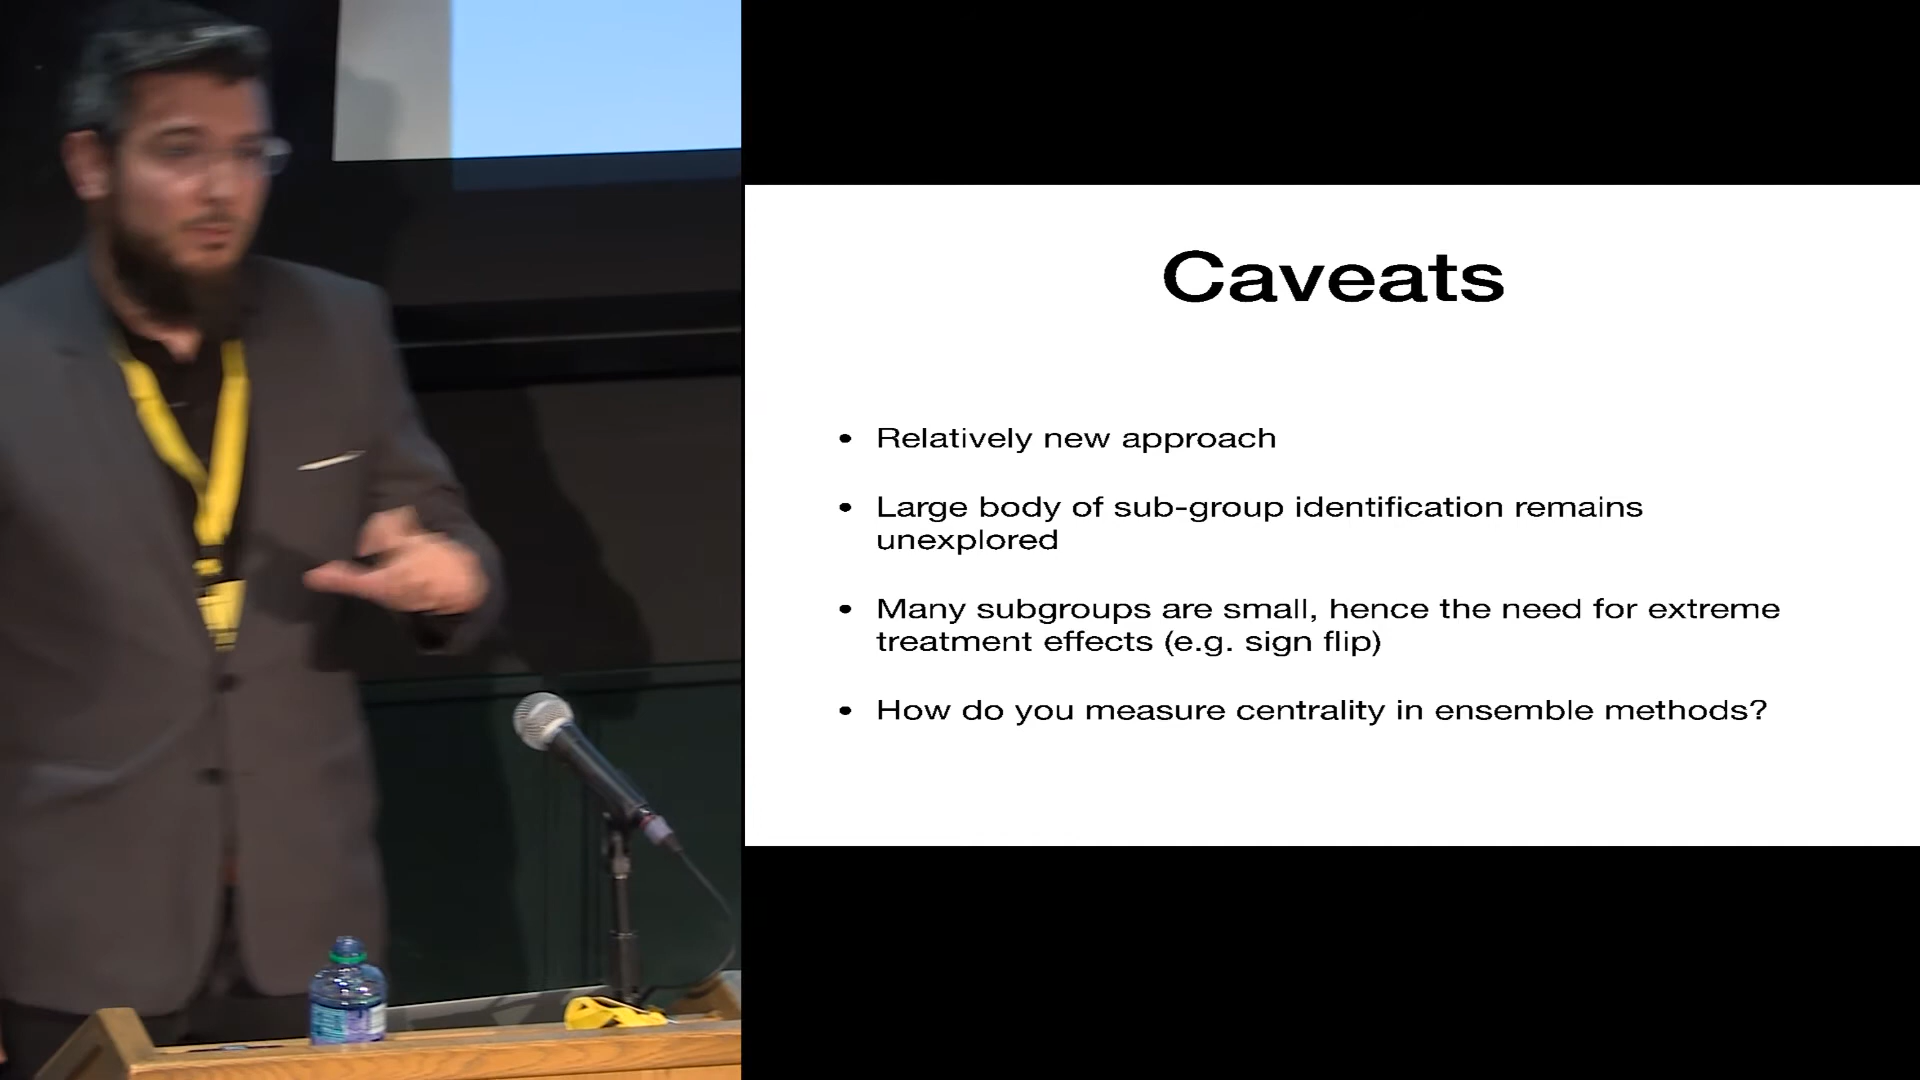 Caveats
• Relatively new approach
• Large body of sub-group identification remains
unexplored
• Many subgroups are small, hence the need for extreme
treatment effects (e.g. sign flip)
• How do you measure centrality in ensemble methods?